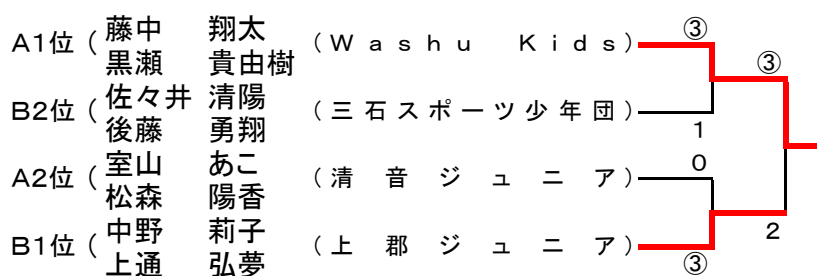 ③
藤中 翔太
A1位 ( (Washu Kids) ③
黒瀬 貴由樹
佐々井 清陽
B2位 ( (三石スポーツ少年団)
後藤 勇翔 1
室山 あこ 0
A2位 ( (清音ジュニア)
松森 陽香
中野 莉子 2
B1位 ( (上郡ジュニア)
上通 弘夢 ③